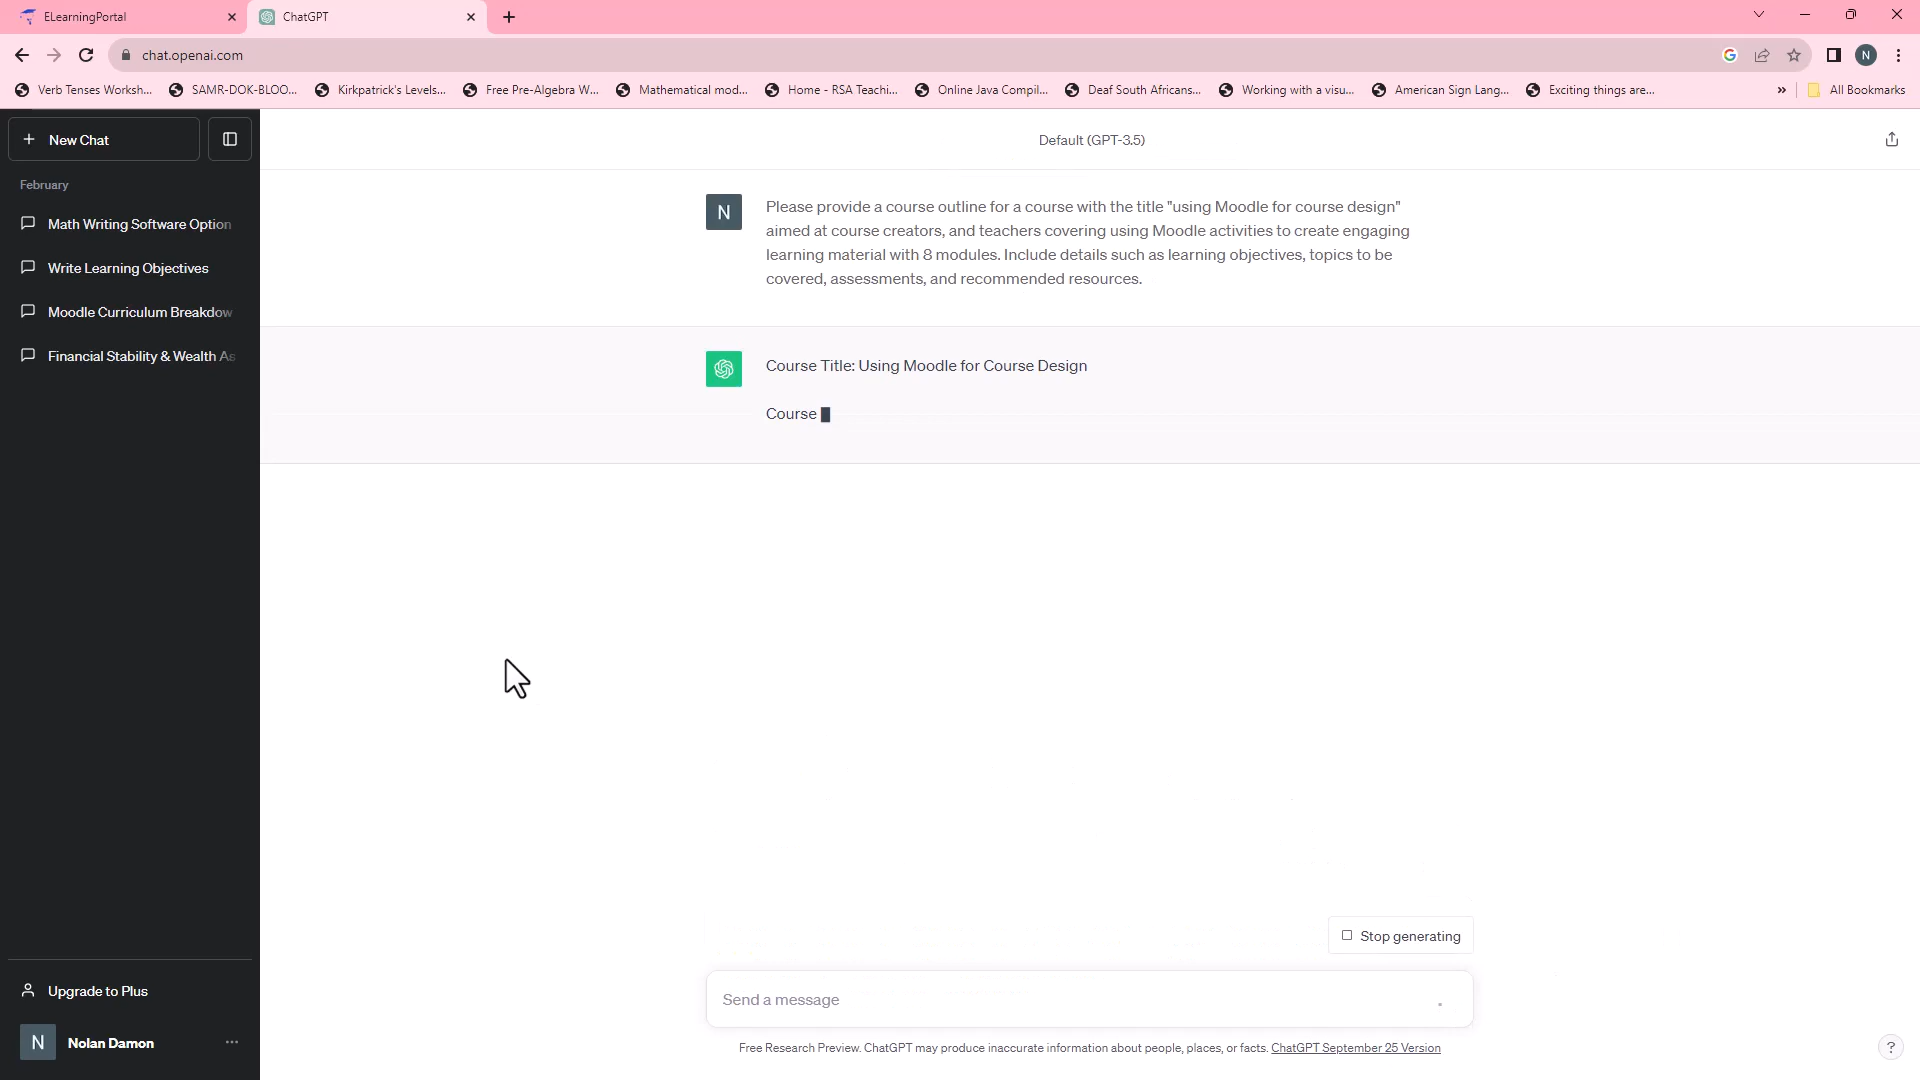 ELearningPortal
ChatGPT
chat.openai.com
Verb Tenses Worksh...
SAMR-DOK-BLOO...
Kirkpatrick's Levels...
Free Pre-Algebra W...
Mathematical mod...
Home - RSA Teachi...
Online Java Compil...
Deaf South Africans...
Working with a visu...
American Sign Lang...
Exciting things are...
»
All Bookmarks
New Chat
February
Math Writing Software Option
Write Learning Objectives
Moodle Curriculum Breakdow
Financial Stability & Wealth As
Upgrade to Plus
N
Nolan Damon
Default (GPT-3.5)
N
Please provide a course outline for a course with the title "using Moodle for course design"
aimed at course creators, and teachers covering using Moodle activities to create engaging
learning material with 8 modules. Include details such as learning objectives, topics to be
covered, assessments, and recommended resources.
Course Title: Using Moodle for Course Design
Course
Stop generating
Send a message
Free Research Preview. ChatGPT may produce inaccurate information about people, places, or facts. ChatGPT September 25 Version
?
N